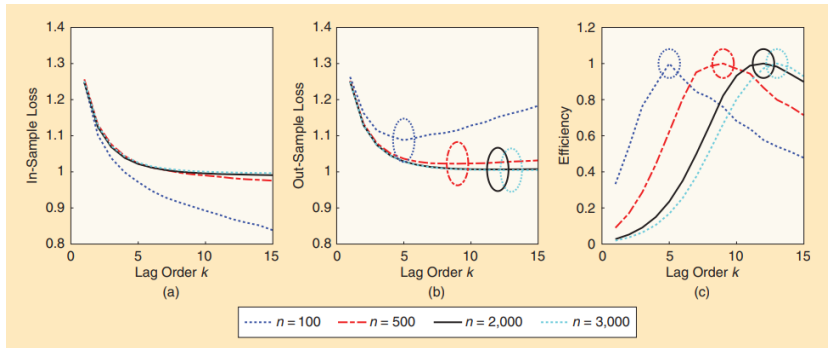 1.4
1.3
1.2
1.1
1
0.9
0.8
In-Sample Loss
0
5
10
15
Lag Order k
(a)
1.4
1.3
1.2
1.1
1
0.9
0.8
Out-Sample Loss
0
5
10
15
Lag Order k
(b)
1.2
1
0.8
0.6
0.4
0.2
0
Efficiency
0
5
10
15
Lag Order k
(c)
n = 100
n = 500
n = 2,000
n = 3,000